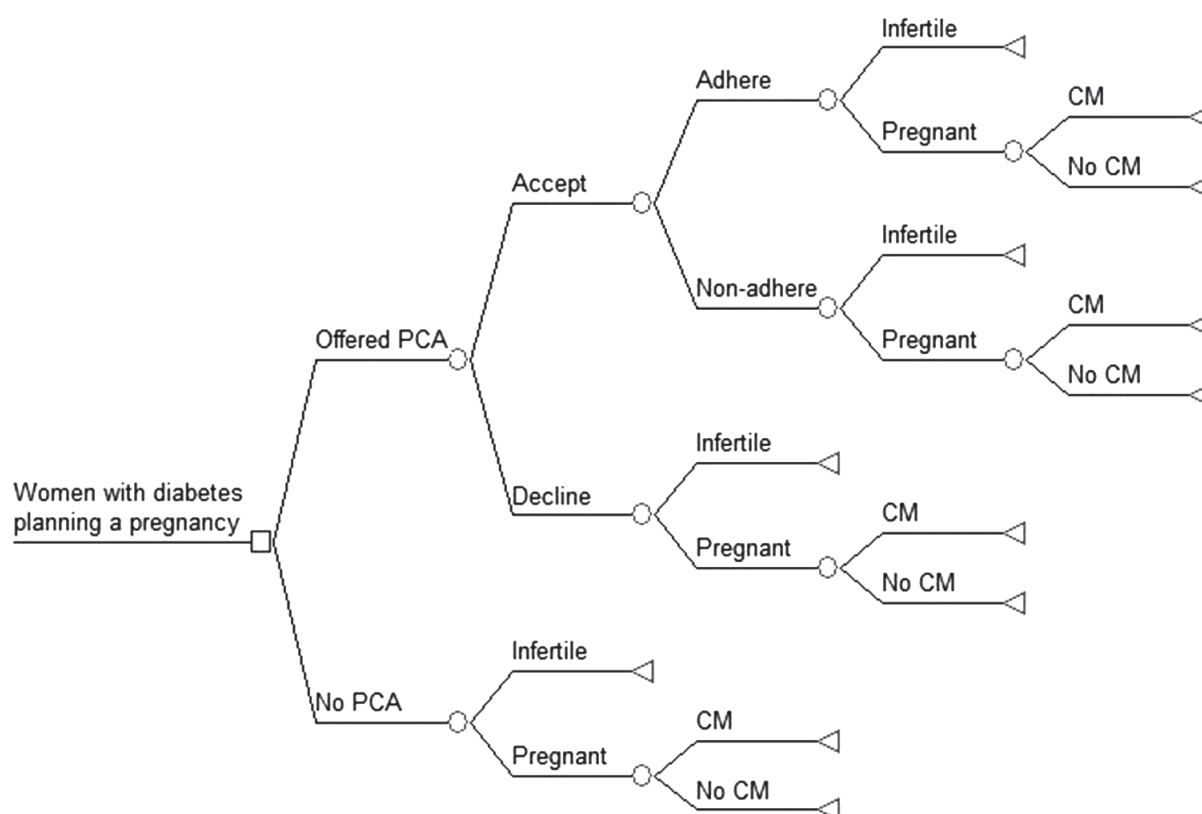 Infertile
Adhere
CM
Pregnant
No CM
Accept
Infertile
Non-adhere
CM
Offered PCA
Pregnant
No CM
Infertile
Women with diabetes
planning a pregnancy
Decline
CM
Pregnant
No CM
Infertile
No PCA
CM
Pregnant
No CM